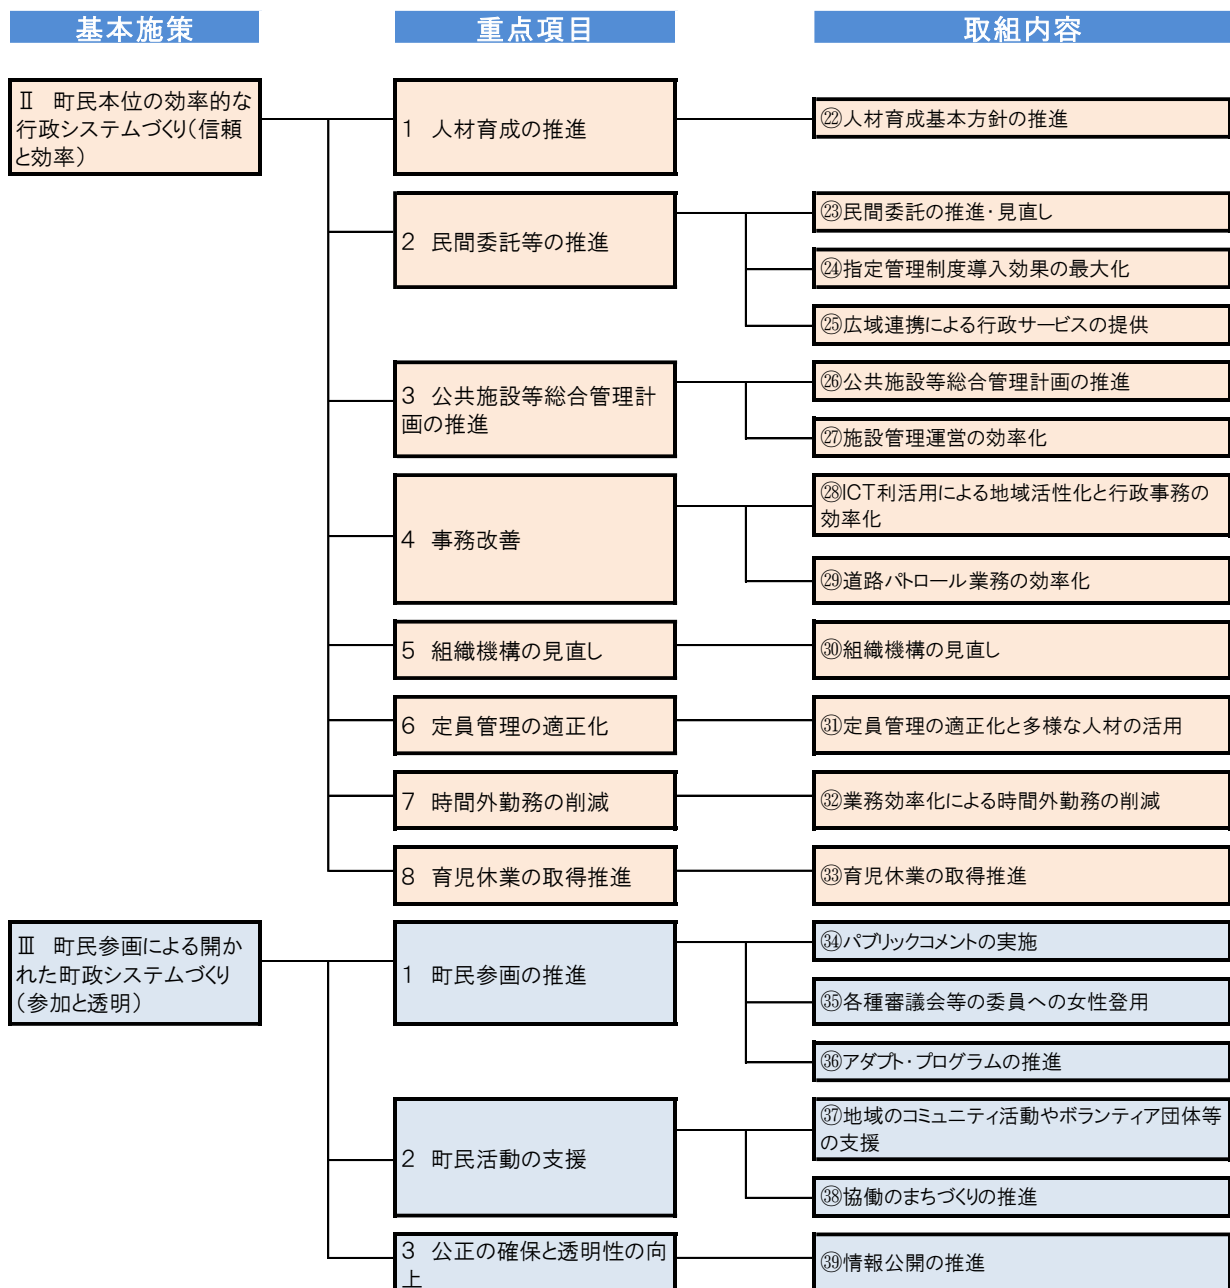 基本施策
重点項目
取組内容
Ⅱ 町民本位の効率的な
行政システムづくり(信頼
と効率)
1 人材育成の推進
㉒人材育成基本方針の推進
2 民間委託等の推進
㉓民間委託の推進・見直し
㉔指定管理制度導入効果の最大化
㉕広域連携による行政サービスの提供
3 公共施設等総合管理計
画の推進
㉖公共施設等総合管理計画の推進
㉗施設管理運営の効率化
4 事務改善
㉘ICT利活用による地域活性化と行政事務の
効率化
㉙道路パトロール業務の効率化
5 組織機構の見直し
㉚組織機構の見直し
6 定員管理の適正化
㉛定員管理の適正化と多様な人材の活用
7 時間外勤務の削減
㉜業務効率化による時間外勤務の削減
8 育児休業の取得推進
㉝育児休業の取得推進
Ⅲ 町民参画による開か
れた町政システムづくり
(参加と透明)
1 町民参画の推進
㉞パブリックコメントの実施
㉟各種審議会等の委員への女性登用
㊱アダプト・プログラムの推進
2 町民活動の支援
㊲地域のコミュニティ活動やボランティア団体等
の支援
㊳協働のまちづくりの推進
3 公正の確保と透明性の向
上
㊴情報公開の推進